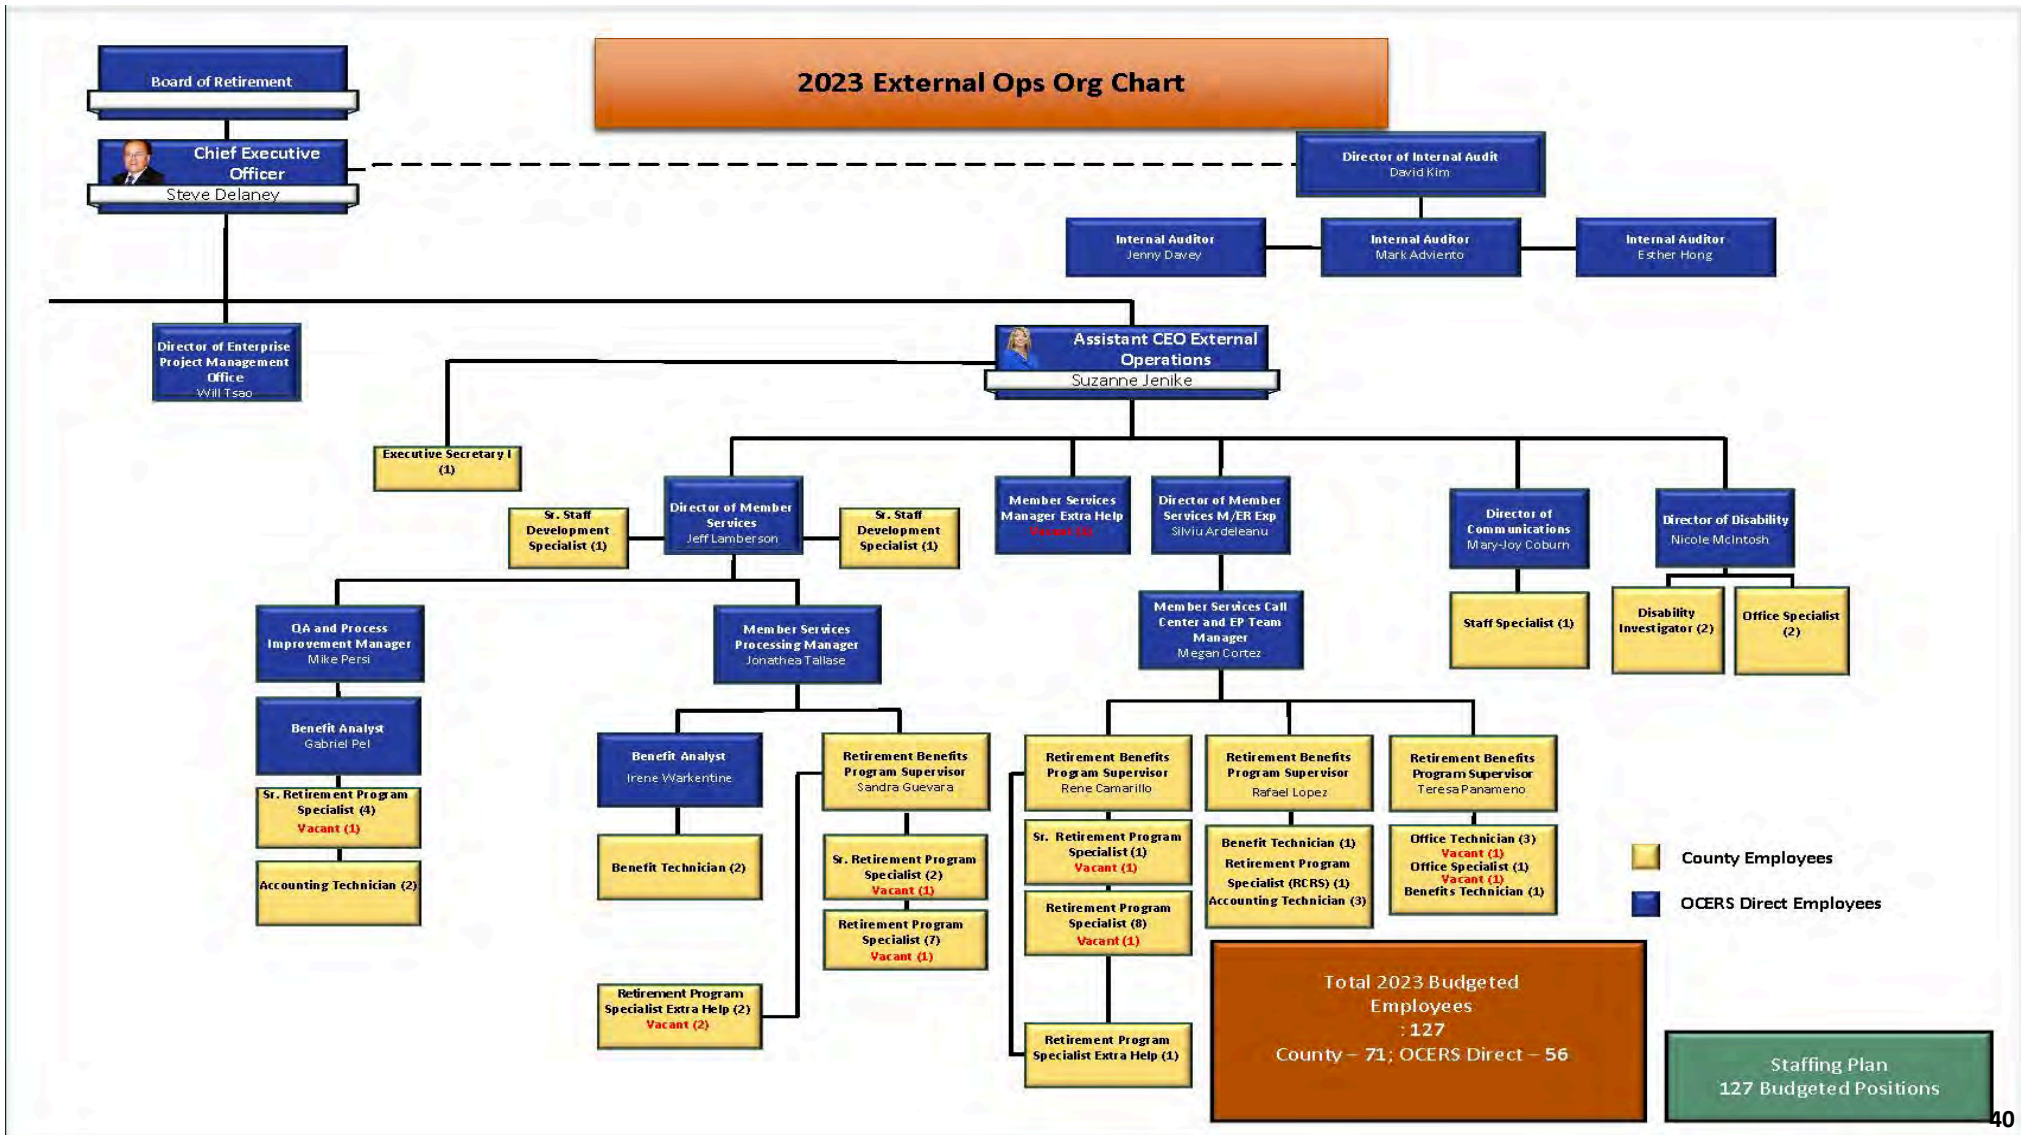 2023 External Ops Org Chart
Board of Retirement
Chief Executive
Officer
Steve Delaney
Director of Internal Audit
David Kim
Internal Auditor
Jenny Davey
Internal Auditor
Mark Adviento
Internal Auditor
Esther Hong
Director of Enterprise
Project Management
Office
Will Tsao
Assistant CEO External
Operations
Suzanne Jenike
Executive Secretary I
(1)
Sr. Staff
Development
Specialist (1)
Director of Member
Services
Jeff Lamberson
Sr. Staff
Development
Specialist (1)
Member Services
Manager Extra Help
Director of Member
Services M/ER Exp
Silviu Ardeleanu
Director of
Communications
Mary-Joy Coburn
Director of Disability
Nicole McIntosh
QA and Process
Improvement Manager
Mike Persi
Member Services
Processing Manager
Jonathea Tallase
Member Services Call
Center and EP Team
Manager
Megan Cortez
Staff Specialist (1)
Disability
Investigator (2)
Office Specialist
(2)
Benefit Analyst
Gabriel Pel
Benefit Analyst
Irene Warkentine
Retirement Benefits
Program Supervisor
Sandra Guevara
Retirement Benefits
Program Supervisor
Rene Camarillo
Retirement Benefits
Program Supervisor
Rafael Lopez
Retirement Benefits
Program Supervisor
Teresa Panameno
Sr. Retirement Program
Specialist (4)
Vacant (1)
Accounting Technician (2)
Benefit Technician (2)
Sr. Retirement Program
Specialist (2)
Vacant (1)
Retirement Program
Specialist (7)
Vacant (1)
Retirement Program
Specialist Extra Help (2)
Vacant (2)
Sr. Retirement Program
Specialist (1)
Vacant (1)
Retirement Program
Specialist (8)
Vacant (1)
Retirement Program
Specialist Extra Help (1)
Benefit Technician (1)
Retirement Program
Specialist (RCRS) (1)
Accounting Technician (3)
Office Technician (3)
Vacant (1)
Office Specialist (1)
Vacant (1)
Benefits Technician (1)
County Employees
OCERS Direct Employees
Total 2023 Budgeted
Employees
: 127
County – 71; OCERS Direct – 56
Staffing Plan
127 Budgeted Positions
40